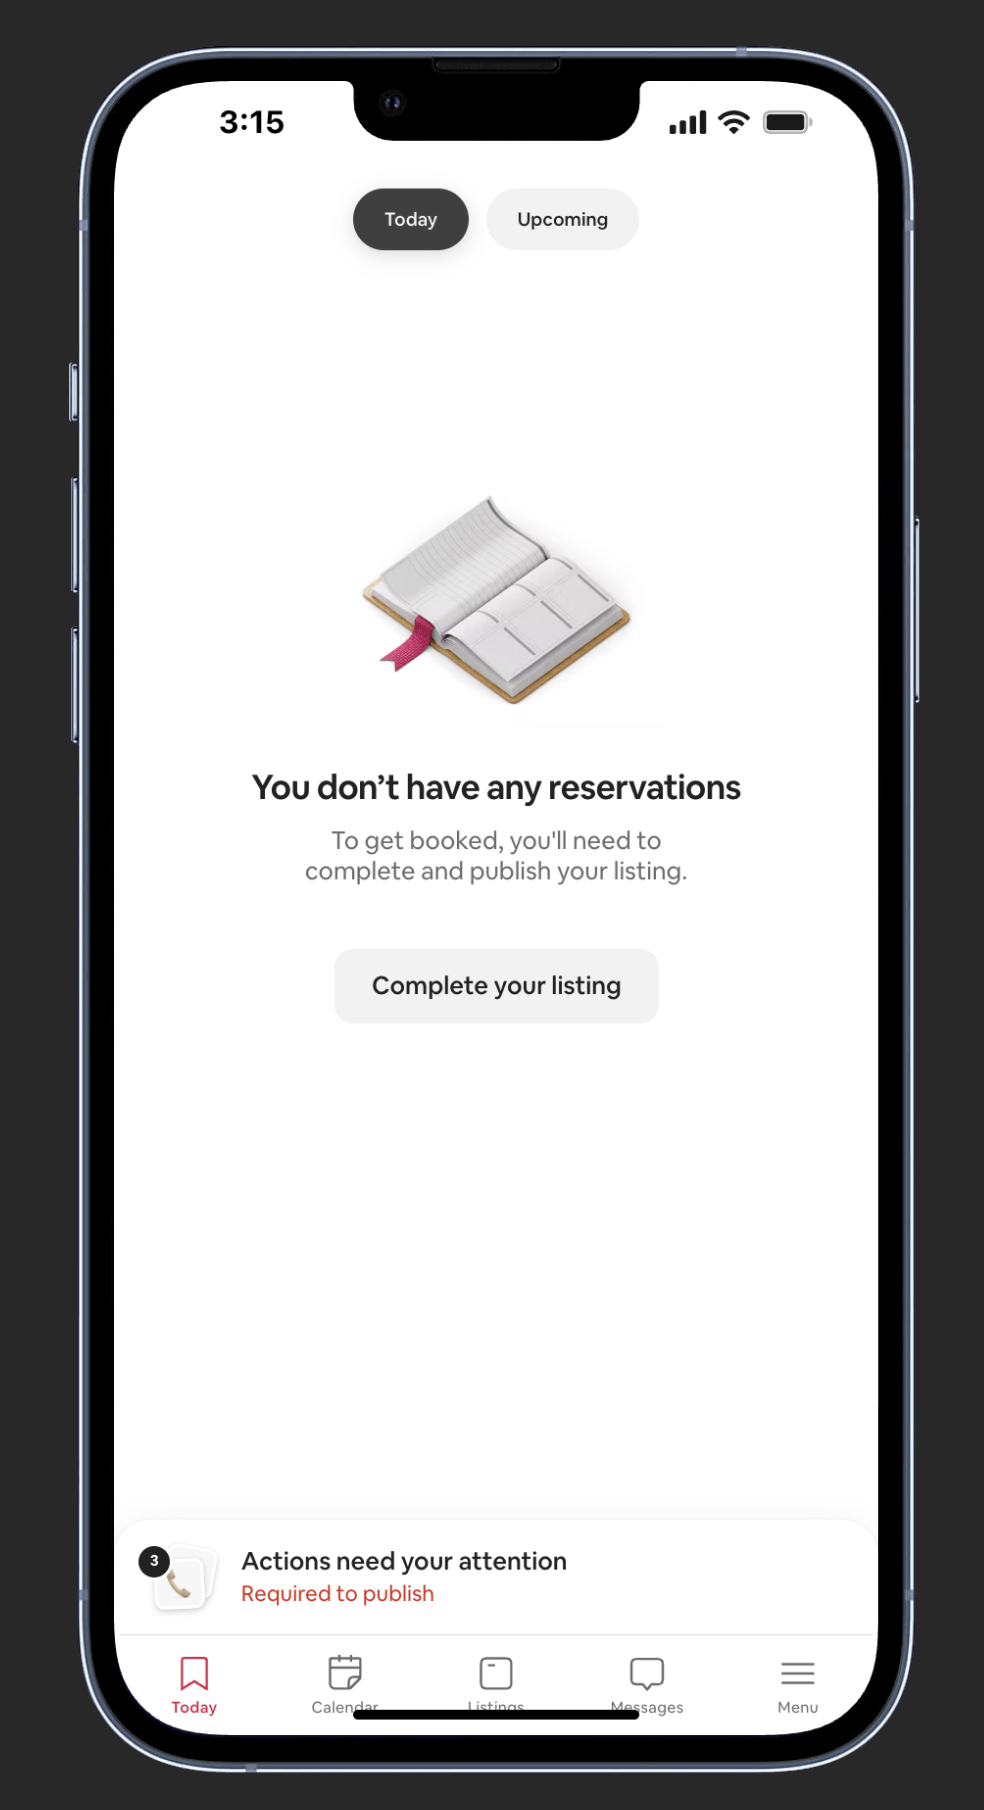 3:15
Today
Upcoming
You don’t have any reservations
To get booked, you'll need to
complete and publish your listing.
Complete your listing
3
Actions need your attention
Required to publish
Today
Calendar
Listings
Messages
Menu